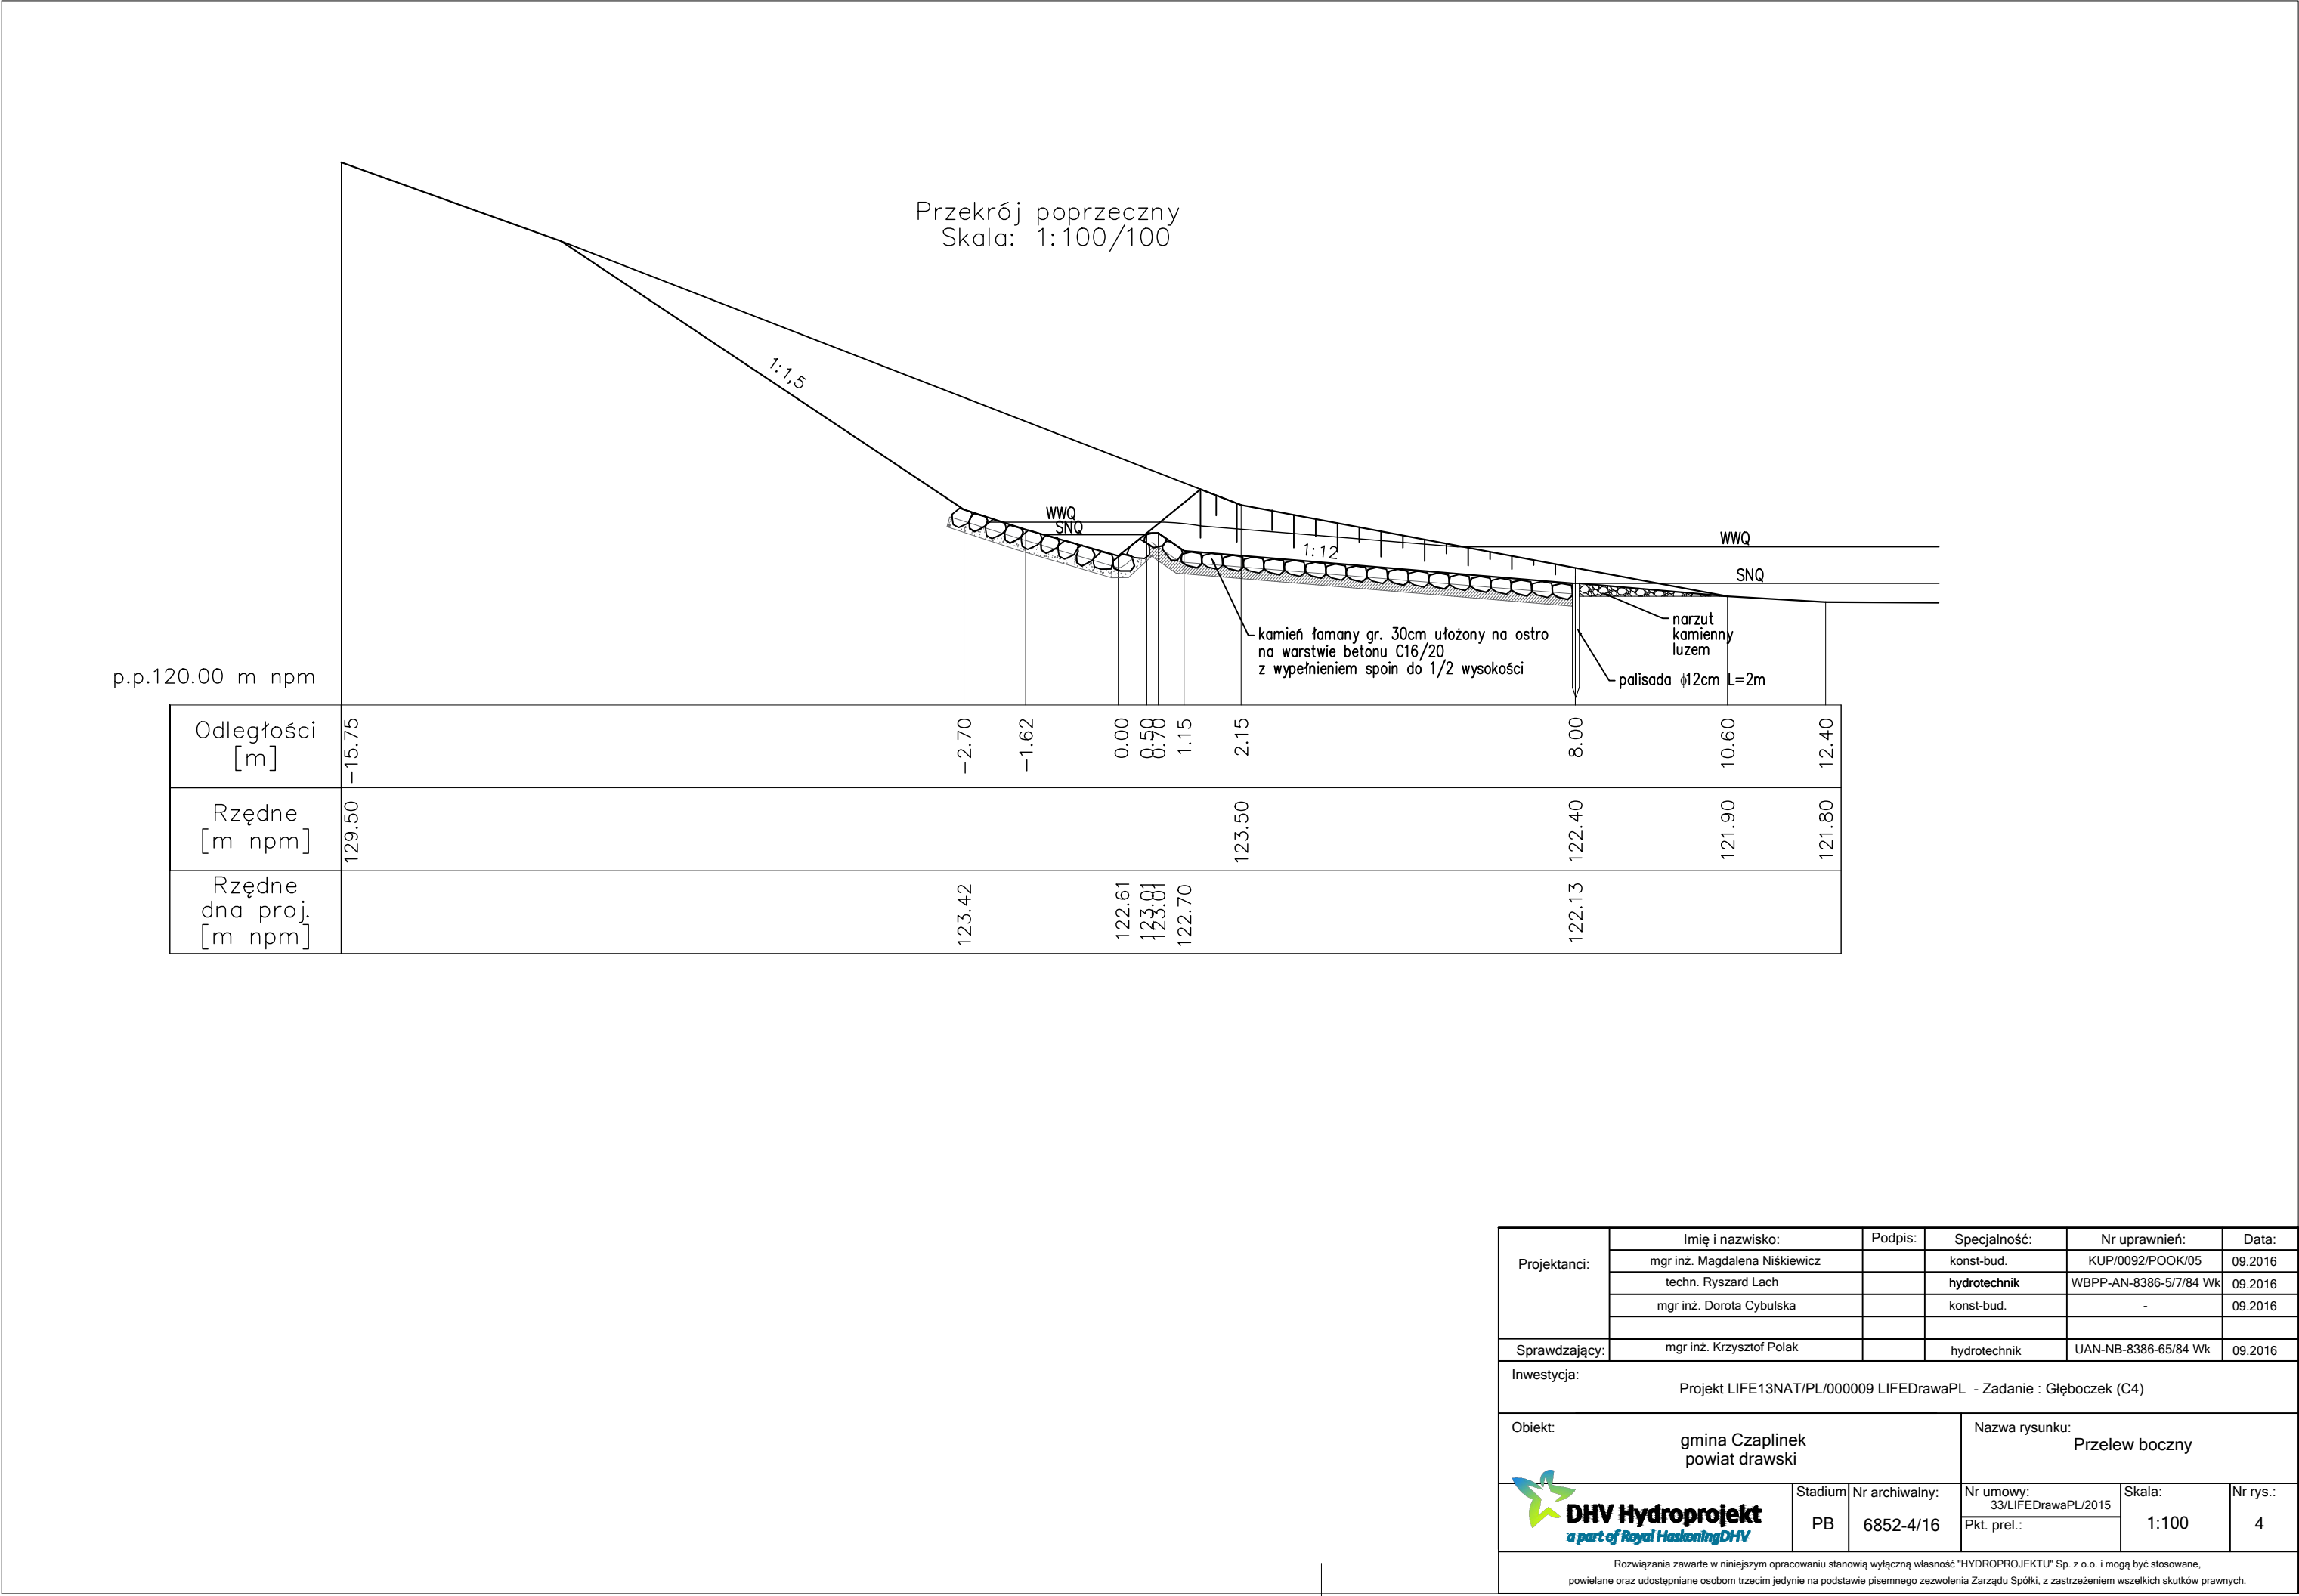 Przekrój poprzeczny
Skala: 1:100/100
1:1,5
WWQ
SNQ
1:12
WWQ
SNQ
narzut
kamienny
luzem
kamień łamany gr. 30cm ułożony na ostro
na warstwie betonu C16/20
z wypełnieniem spoin do 1/2 wysokości
palisada ϕ12cm L=2m
p.p.120.00 m npm
Odległości
[m]
-15.75 -2.70 -1.62 0.00 0.50 0.70 1.15 2.15 8.00 10.60 12.40
Rzędne
[m npm]
129.50 123.50 122.40 121.90 121.80
Rzędne
dna proj.
[m npm]
123.42 122.61 123.01 123.01 122.70 122.13
Projektanci:
Imię i nazwisko: Podpis: Specjalność: Nr uprawnień: Data:
mgr inż. Magdalena Niśkiewicz konst-bud. KUP/0092/POOK/05 09.2016
techn. Ryszard Lach hydrotechnik WBPP-AN-8386-5/7/84 Wk 09.2016
mgr inż. Dorota Cybulska konst-bud. - 09.2016
Sprawdzający: mgr inż. Krzysztof Polak hydrotechnik UAN-NB-8386-65/84 Wk 09.2016
Inwestycja:
Projekt LIFE13NAT/PL/000009 LIFEDrawaPL - Zadanie : Głęboczek (C4)
Obiekt:
gmina Czaplinek
powiat drawski
Nazwa rysunku:
Przelew boczny
DHV Hydroprojekt
a part of Royal HaskoningDHV
Stadium
PB
Nr archiwalny:
6852-4/16
Nr umowy:
33/LIFEDrawaPL/2015
Pkt. prel.:
Skala:
1:100
Nr rys.:
4
Rozwiązania zawarte w niniejszym opracowaniu stanowią wyłączną własność "HYDROPROJEKTU" Sp. z o.o. i mogą być stosowane,
powielane oraz udostępniane osobom trzecim jedynie na podstawie pisemnego zezwolenia Zarządu Spółki, z zastrzeżeniem wszelkich skutków prawnych.